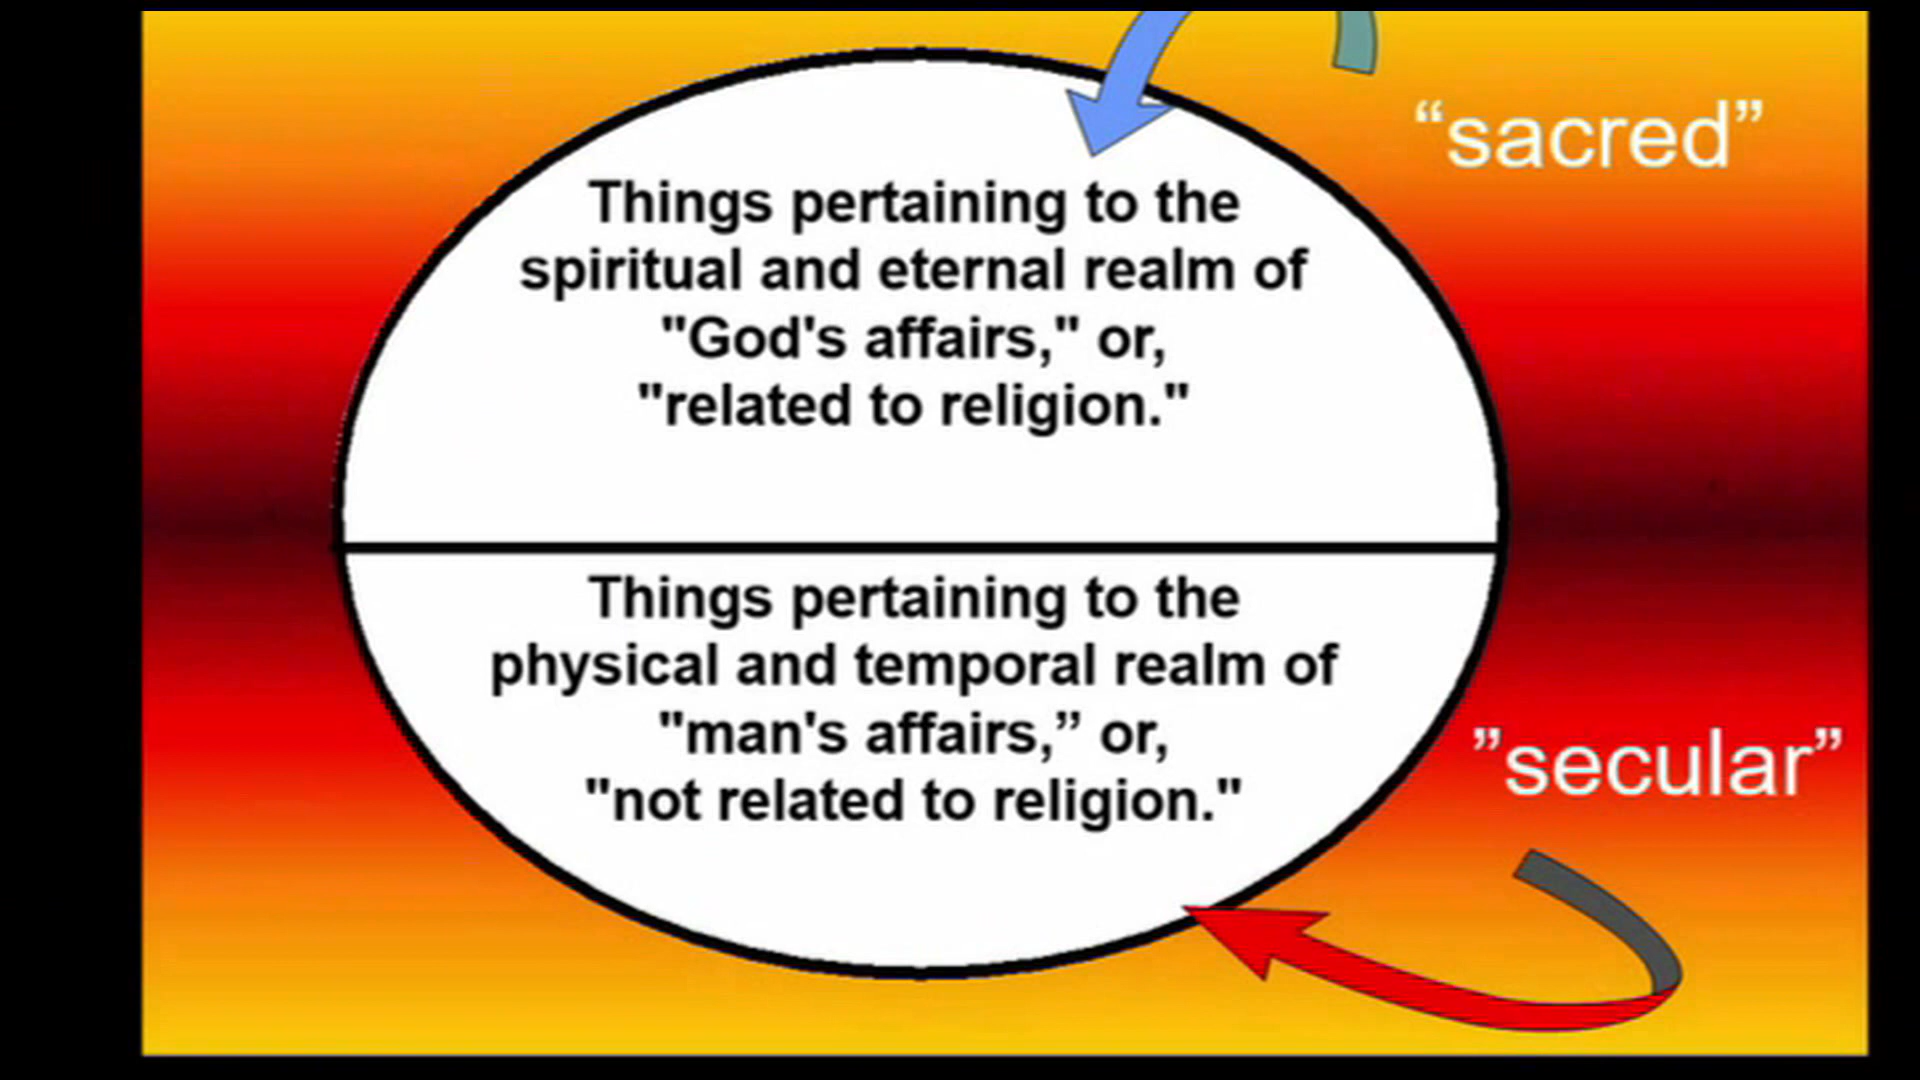 “sacred”
Things pertaining to the
spiritual and eternal realm of
"God's affairs," or,
"related to religion."
Things pertaining to the
physical and temporal realm of
"man's affairs,” or,
"not related to religion."
”secular”